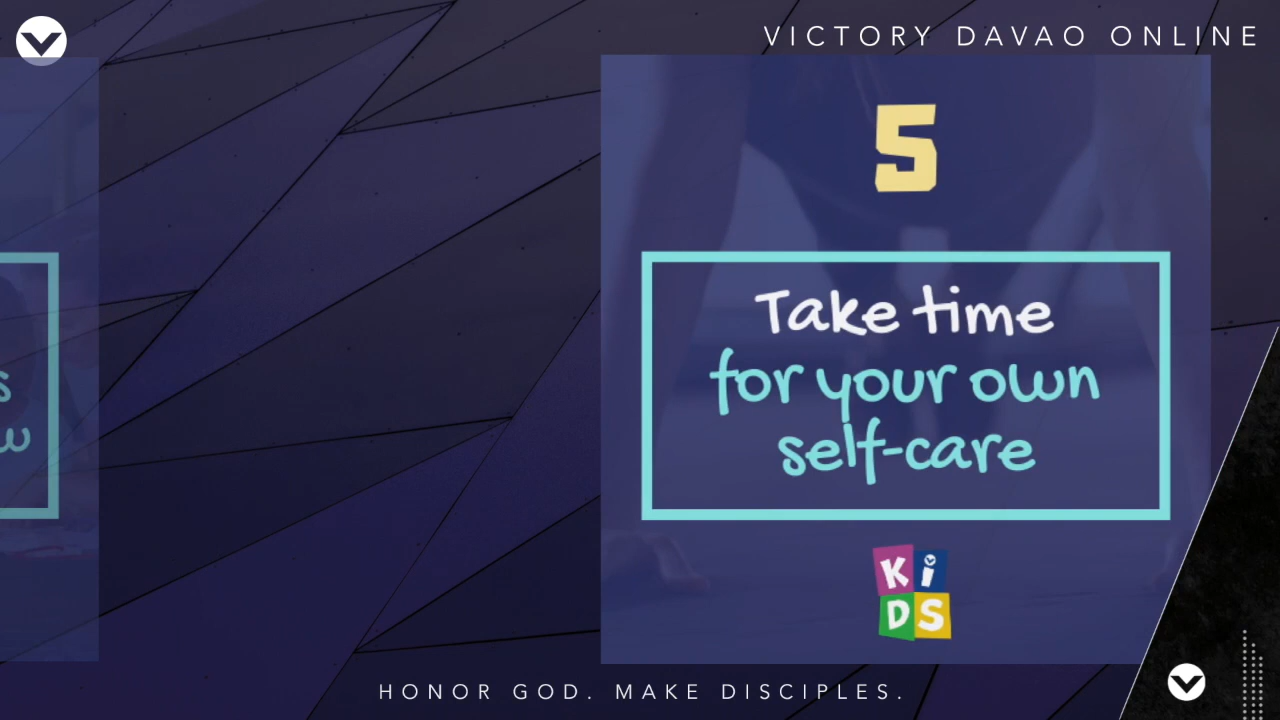 VICTORY DAVAO ONLINE
5
Take time
for your own
self-care
KiDS
HONOR GOD. MAKE DISCIPLES.